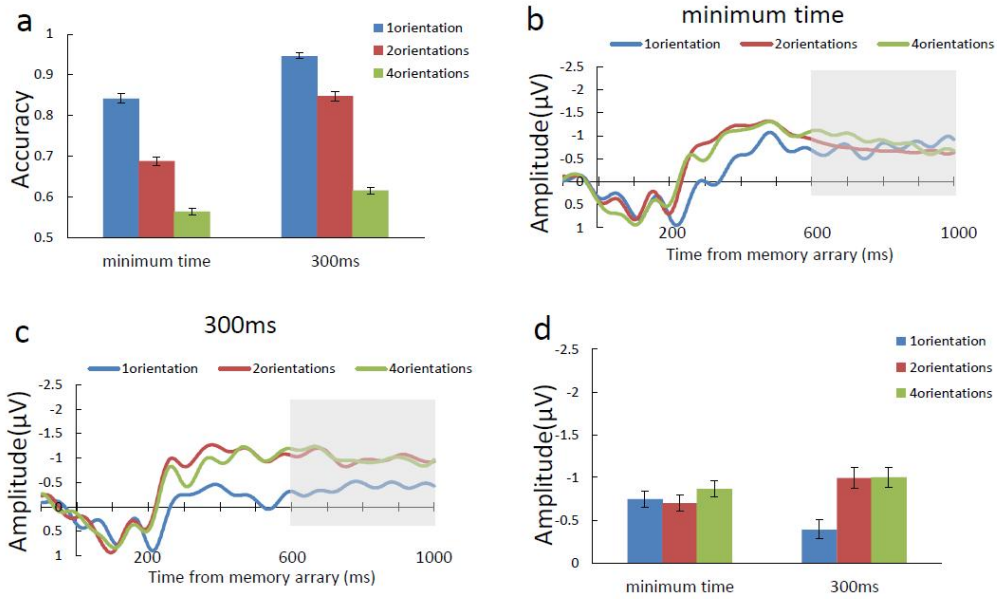 a
1orientation
2orientations
4orientations
Accuracy
1
0.9
0.8
0.7
0.6
0.5
minimum time
300ms
b
minimum time
1orientation 2orientations 4orientations
Amplitude(μV)
-2.5
-2
-1.5
-1
-0.5
0
0.5
1
200 600 1000
Time from memory arrary (ms)
c
300ms
1orientation 2orientations 4orientations
Amplitude(μV)
-2.5
-2
-1.5
-1
-0.5
0
0.5
1
200 600 1000
Time from memory arrary (ms)
d
1orientation
2orientations
4orientations
Amplitude(μV)
-2.5
-2
-1.5
-1
-0.5
0
minimum time
300ms